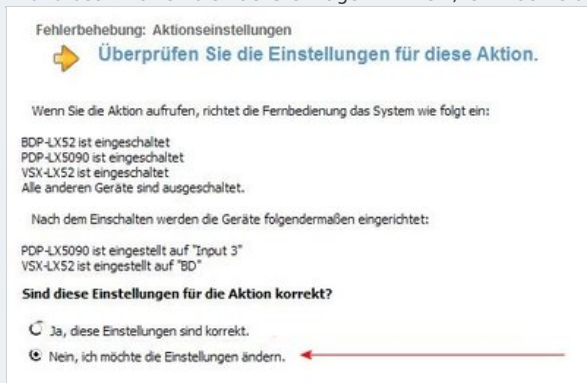 Fehlerbehebung: Aktionseinstellungen
Überprüfen Sie die Einstellungen für diese Aktion.
Wenn Sie die Aktion aufrufen, richtet die Fernbedienung das System wie folgt ein:
BDP-LX52 ist eingeschaltet
PDP-LX5090 ist eingeschaltet
VSX-LX52 ist eingeschaltet
Alle anderen Geräte sind ausgeschaltet.
Nach dem Einschalten werden die Geräte folgendermaßen eingerichtet:
PDP-LX5090 ist eingestellt auf "Input 3"
VSX-LX52 ist eingestellt auf "BD"
Sind diese Einstellungen für die Aktion korrekt?
Ja, diese Einstellungen sind korrekt.
Nein, ich möchte die Einstellungen ändern.